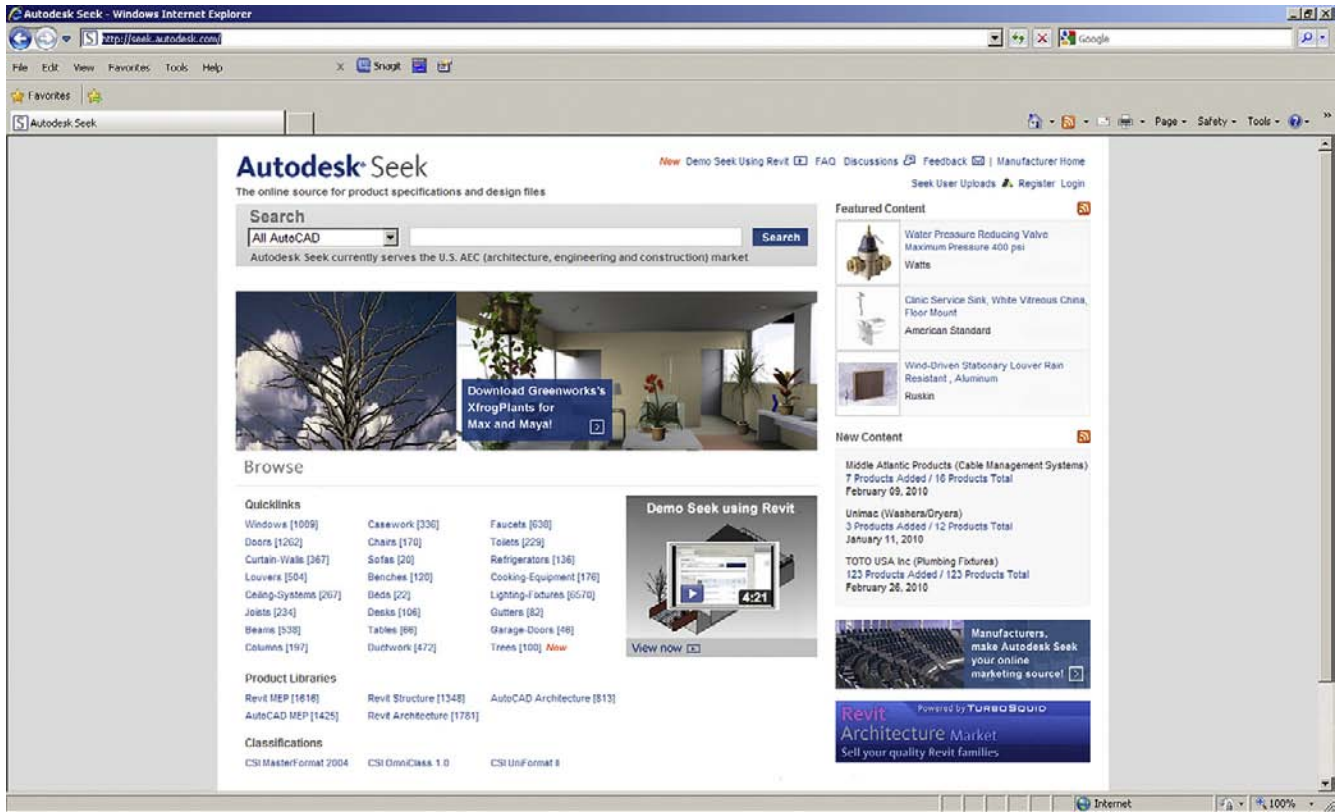 Autodesk Seek - Windows Internet Explorer
http://seek.autodesk.com/
Google
File Edit View Favorites Tools Help
x SnagIt
Favorites
Autodesk Seek
Page Safety Tools
Autodesk Seek
The online source for product specifications and design files
New Demo Seek Using Revit FAQ Discussions Feedback | Manufacturer Home
Seek User Uploads Register Login
Search
All AutoCAD
Search
Autodesk Seek currently serves the U.S. AEC (architecture, engineering and construction) market
Download Greenworks's
XfrogPlants for
Max and Maya!
Browse
Quicklinks
Windows [1009] Casework [336] Faucets [630]
Doors [1262] Chairs [170] Toilets [229]
Curtain-Walls [367] Sofas [20] Refrigerators [136]
Louvers [504] Benches [120] Cooking-Equipment [176]
Ceiling-Systems [267] Beds [22] Lighting-Fixtures [6570]
Joists [234] Desks [106] Gutters [82]
Beams [538] Tables [66] Garage-Doors [46]
Columns [197] Ductwork [472] Trees [100] New
Demo Seek using Revit
4:21
View now
Product Libraries
Revit MEP [1616] Revit Structure [1348] AutoCAD Architecture [813]
AutoCAD MEP [1425] Revit Architecture [1781]
Classifications
CSI MasterFormat 2004 CSI OmniClass 1.0 CSI UniFormat II
Featured Content
Water Pressure Reducing Valve
Maximum Pressure 400 psi
Watts
Clinic Service Sink, White Vitreous China,
Floor Mount
American Standard
Wind-Driven Stationary Louver Rain
Resistant , Aluminum
Ruskin
New Content
Middle Atlantic Products (Cable Management Systems)
7 Products Added / 16 Products Total
February 09, 2010
Unimac (Washers/Dryers)
3 Products Added / 12 Products Total
January 11, 2010
TOTO USA Inc (Plumbing Fixtures)
123 Products Added / 123 Products Total
February 26, 2010
Manufacturers,
make Autodesk Seek
your online
marketing source!
Powered by TURBOSQUID
Revit
Architecture Market
Sell your quality Revit families
Internet
100%